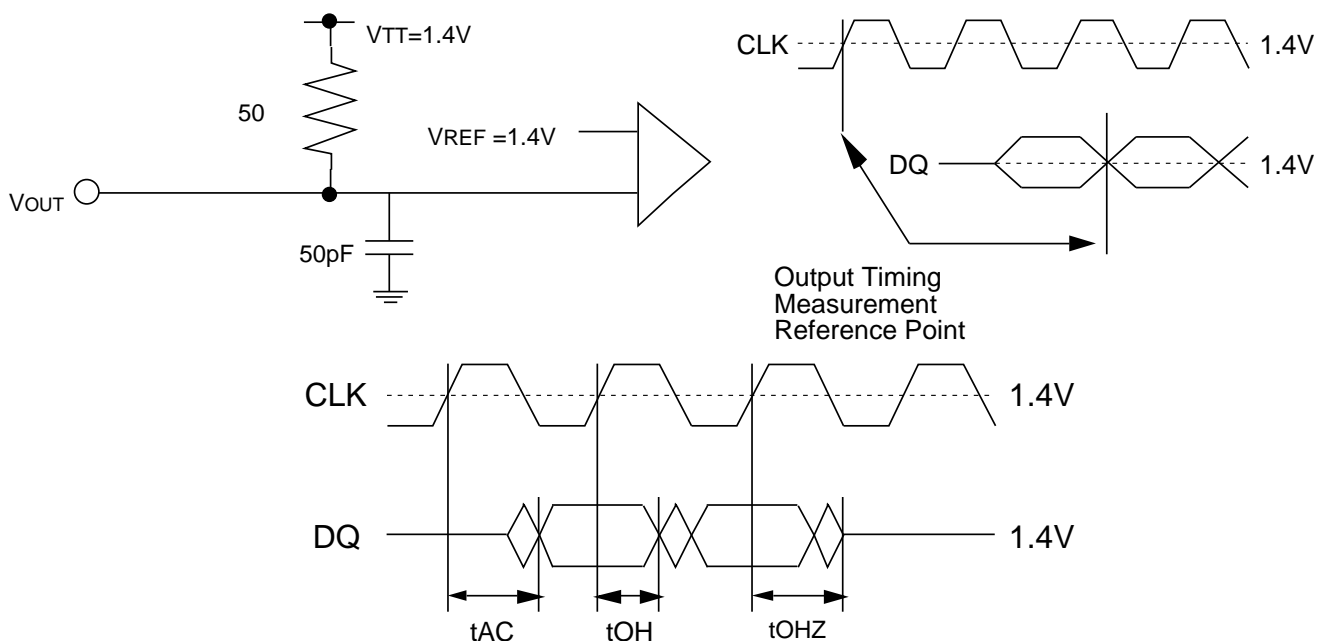 VTT=1.4V
50
VREF =1.4V
VOUT
50pF
CLK
1.4V
DQ
1.4V
Output Timing
Measurement
Reference Point
CLK
1.4V
DQ
1.4V
tAC
tOH
tOHZ